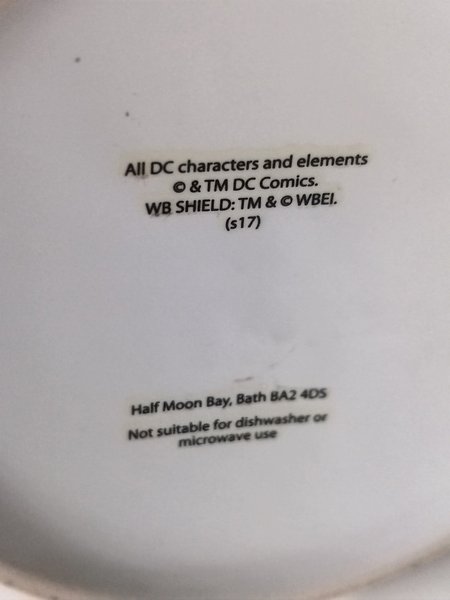 All DC characters and elements
© & TM DC Comics.
WB SHIELD: TM & © WBEI.
(s17)
Half Moon Bay, Bath BA2 4DS
Not suitable for dishwasher or
microwave use